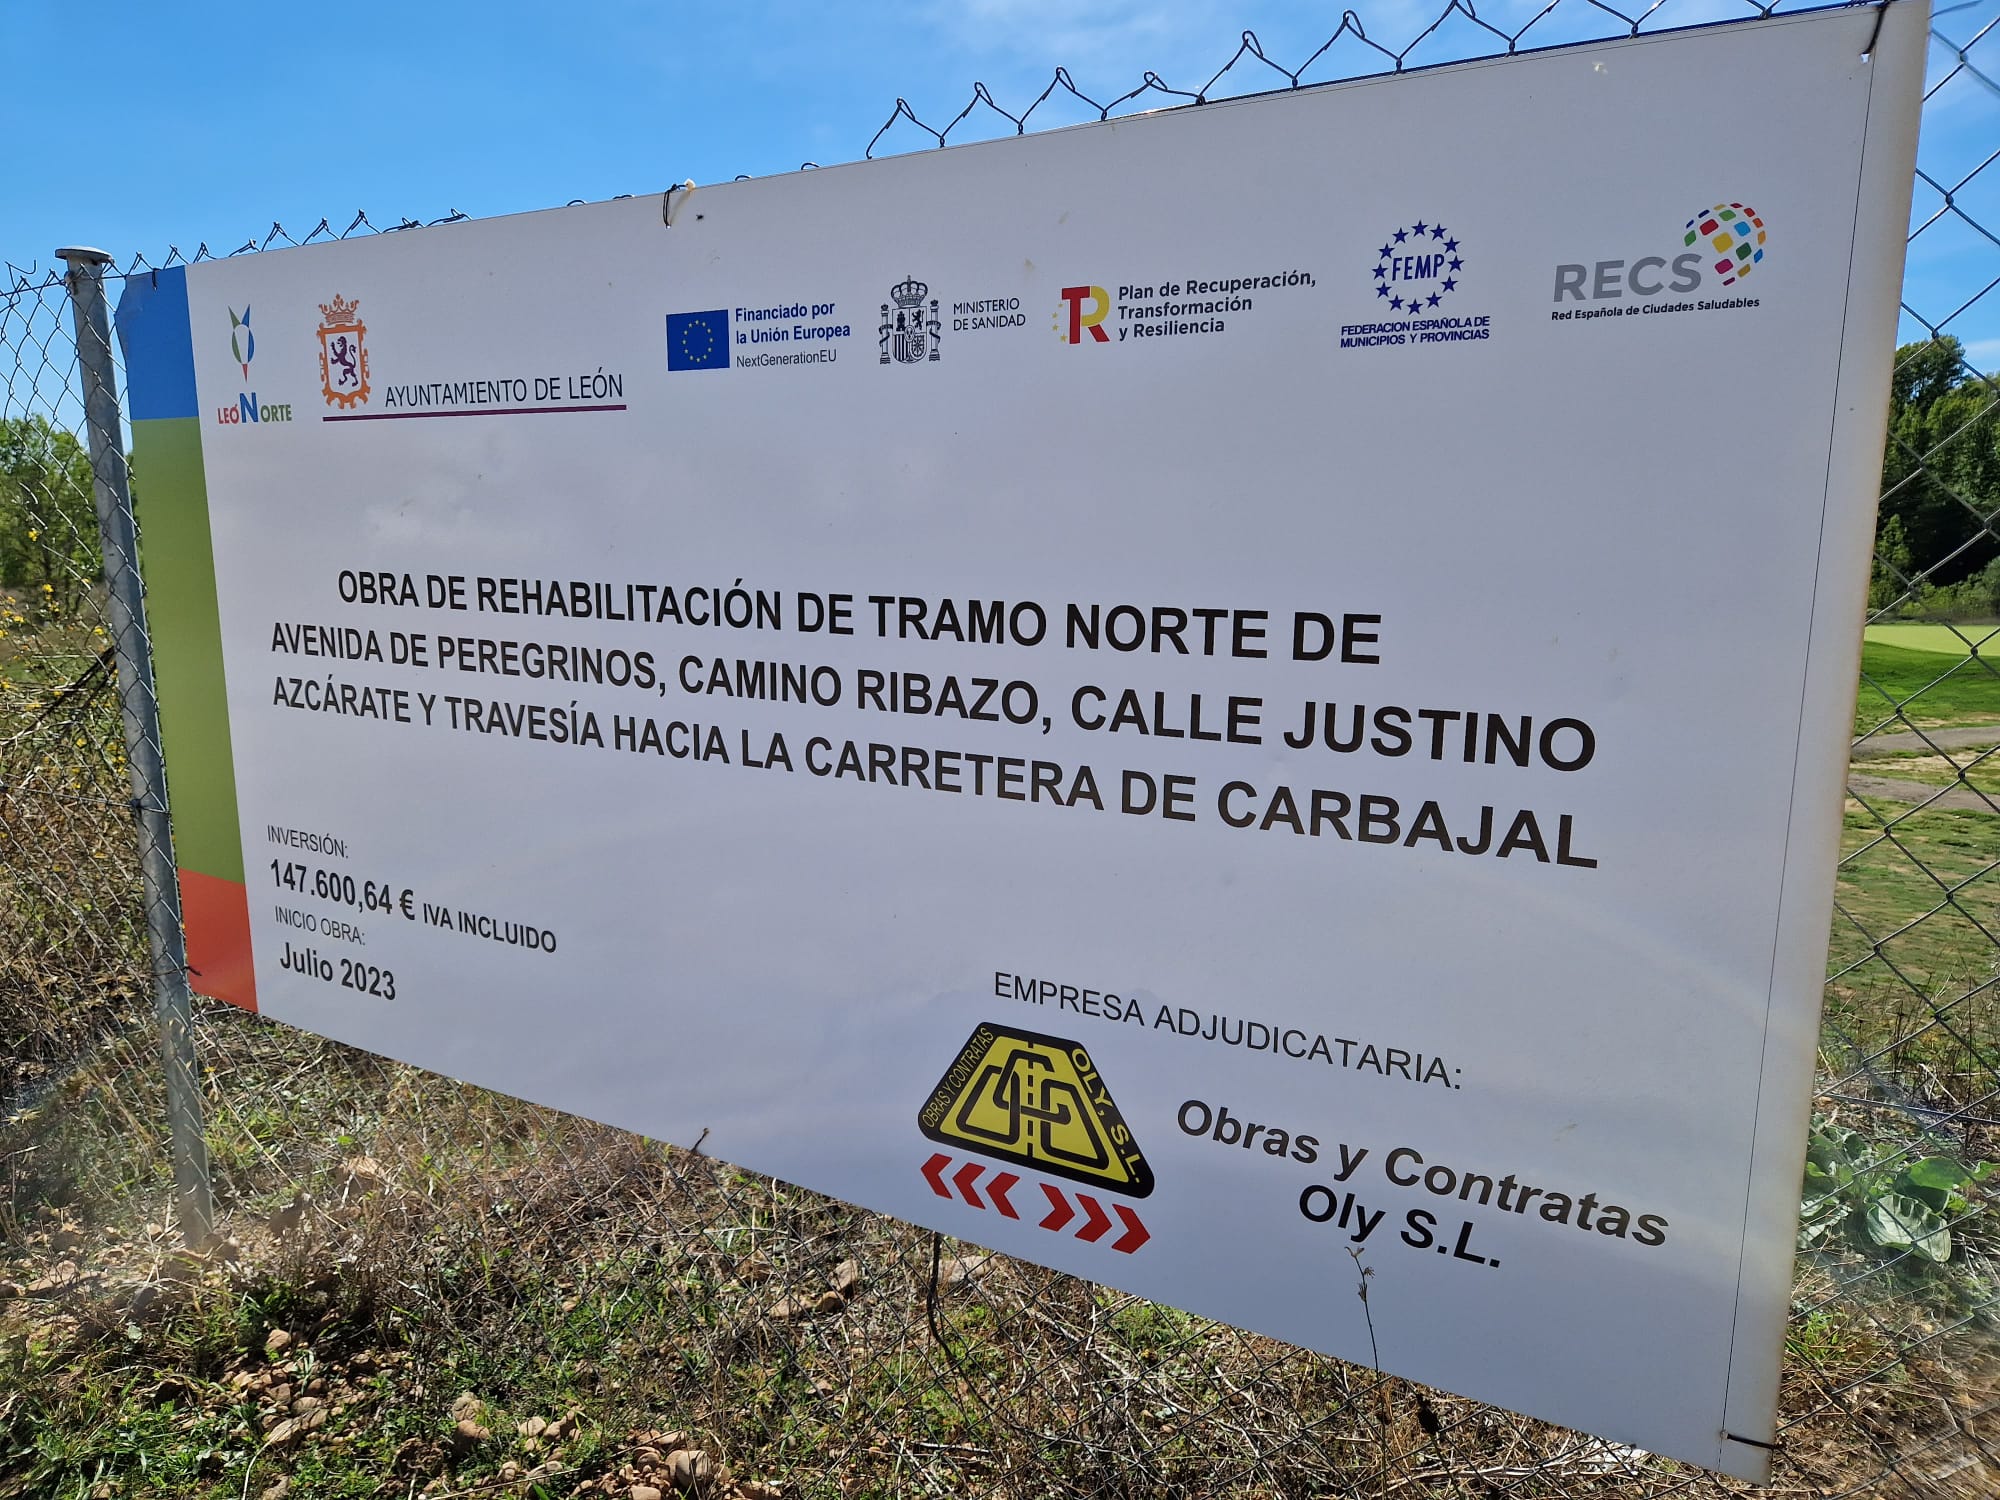 LEÓNORTE
AYUNTAMIENTO DE LEÓN
Financiado por
la Unión Europea
NextGenerationEU
MINISTERIO
DE SANIDAD
TR
Plan de Recuperación,
Transformación
y Resiliencia
FEMP
FEDERACION ESPAÑOLA DE
MUNICIPIOS Y PROVINCIAS
RECS
Red Española de Ciudades Saludables
OBRA DE REHABILITACIÓN DE TRAMO NORTE DE
AVENIDA DE PEREGRINOS, CAMINO RIBAZO, CALLE JUSTINO
AZCÁRATE Y TRAVESÍA HACIA LA CARRETERA DE CARBAJAL
INVERSIÓN:
147.600,64 € IVA INCLUIDO
INICIO OBRA:
Julio 2023
EMPRESA ADJUDICATARIA:
OBRAS Y CONTRATAS
OLY, S.L.
Obras y Contratas
Oly S.L.